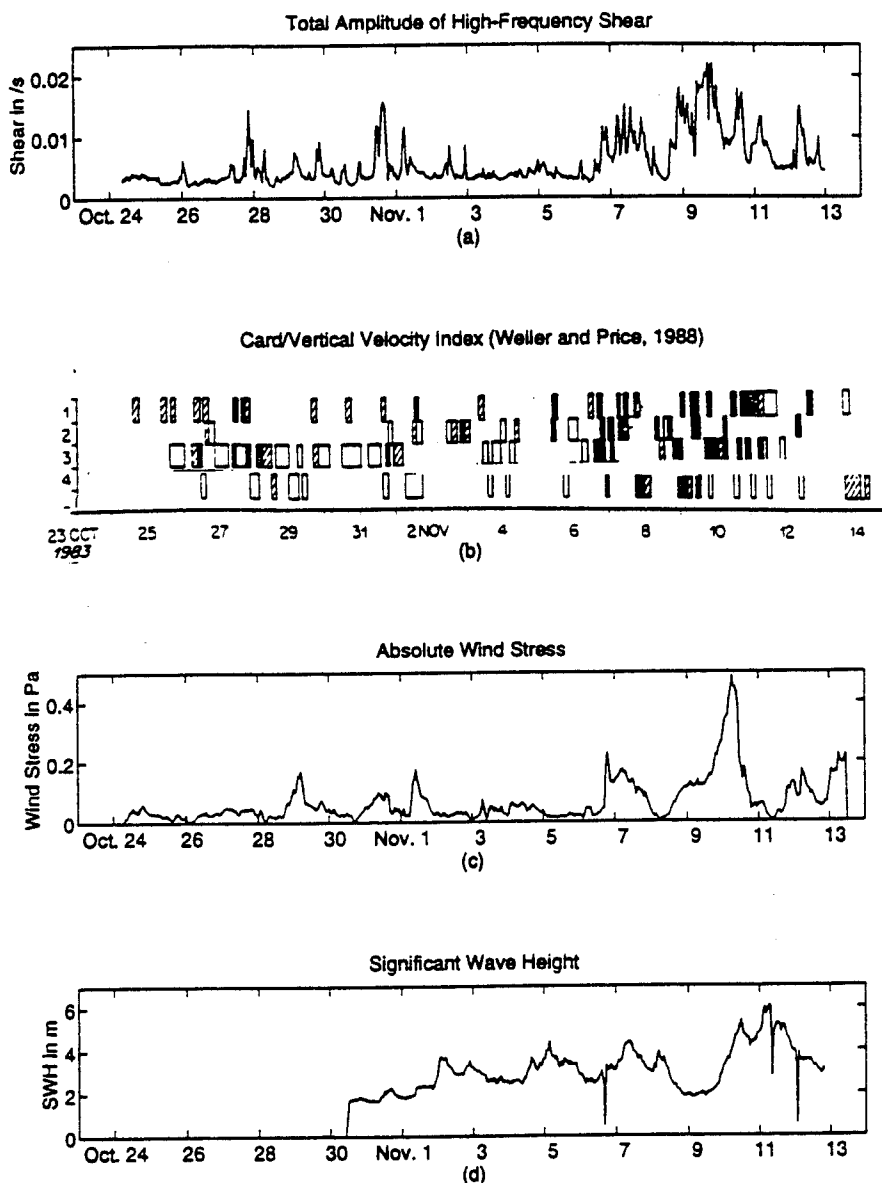 Total Amplitude of High-Frequency Shear
Shear in /s
0.02
0.01
0
Oct. 24 26 28 30 Nov. 1 3 5 7 9 11 13
(a)
Card/Vertical Velocity Index (Weller and Price, 1988)
1
2
3
4
23 OCT 25 27 29 31 2 NOV 4 6 8 10 12 14
1983
(b)
Absolute Wind Stress
Wind Stress in Pa
0.4
0.2
0
Oct. 24 26 28 30 Nov. 1 3 5 7 9 11 13
(c)
Significant Wave Height
SWH in m
6
4
2
0
Oct. 24 26 28 30 Nov. 1 3 5 7 9 11 13
(d)